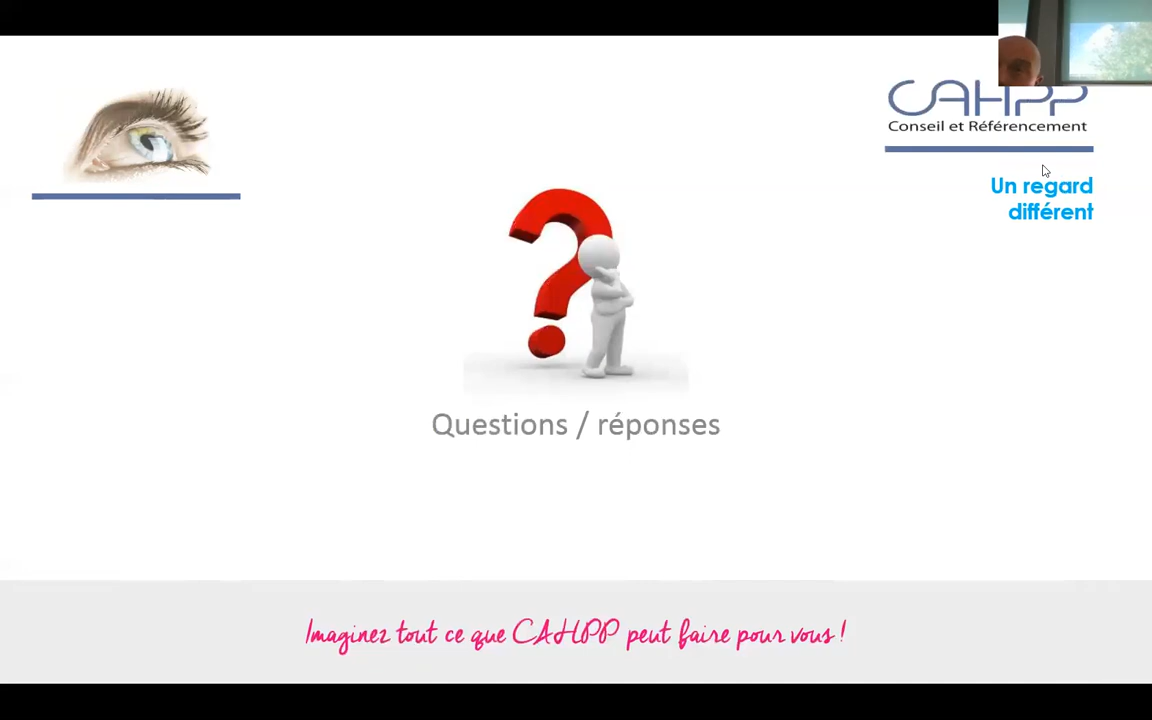 CAHPP
Conseil et Référencement
Un regard
différent
Questions / réponses
Imaginez tout ce que CAHPP peut faire pour vous !